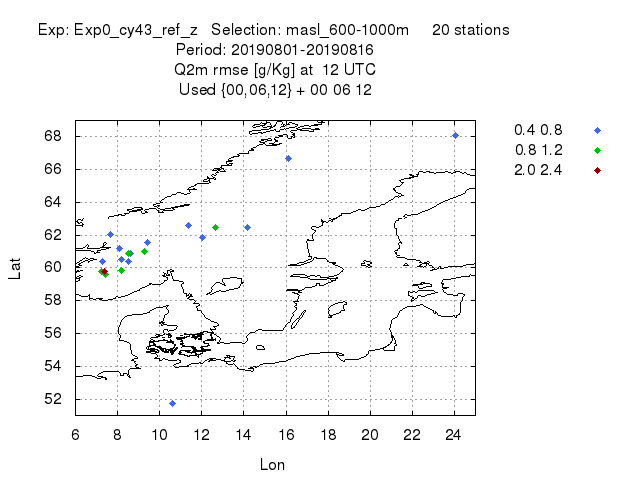 Exp: Exp0_cy43_ref_z   Selection: masl_600-1000m     20 stations
Period: 20190801-20190816
Q2m rmse [g/Kg] at  12 UTC
Used {00,06,12} + 00 06 12
0.4 0.8
0.8 1.2
2.0 2.4
68
66
64
62
60
58
56
54
52
Lat
6 8 10 12 14 16 18 20 22 24
Lon